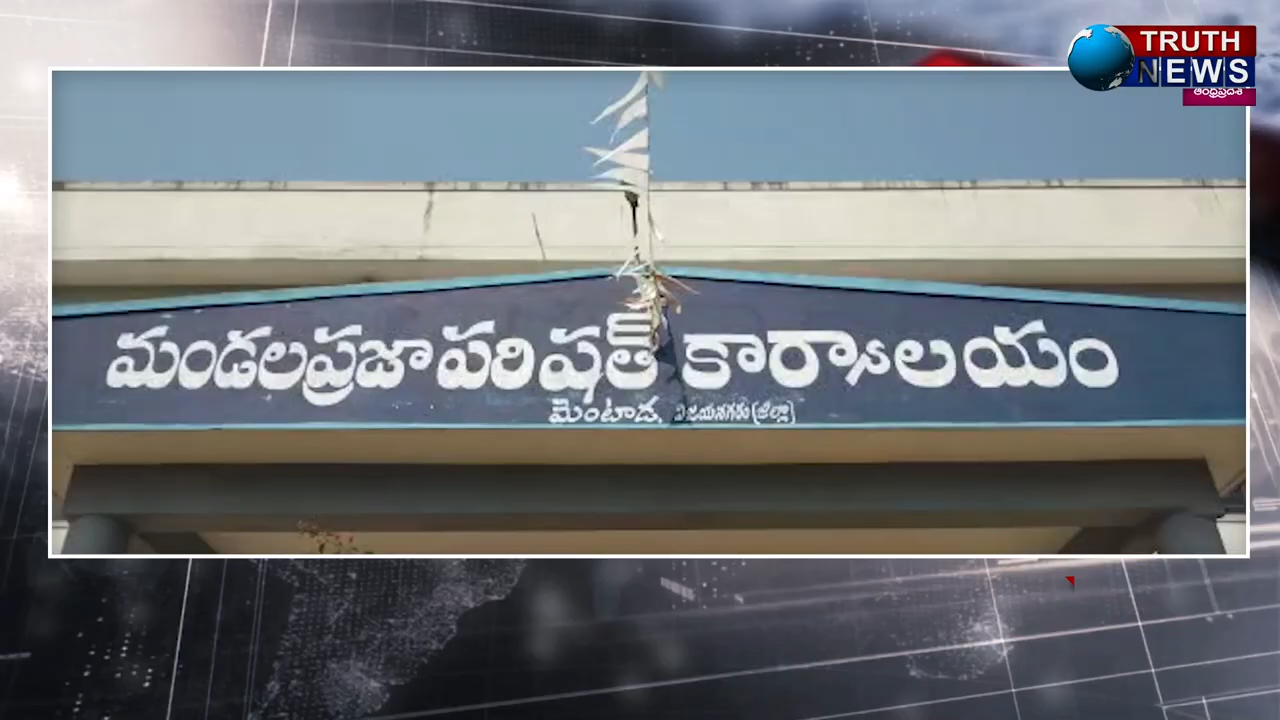 TRUTH
NEWS
ఆంధ్రప్రదేశ్
మండలప్రజాపరిషత్ కార్యాలయం
మెంటాడ, విజయనగరం(జిల్లా)